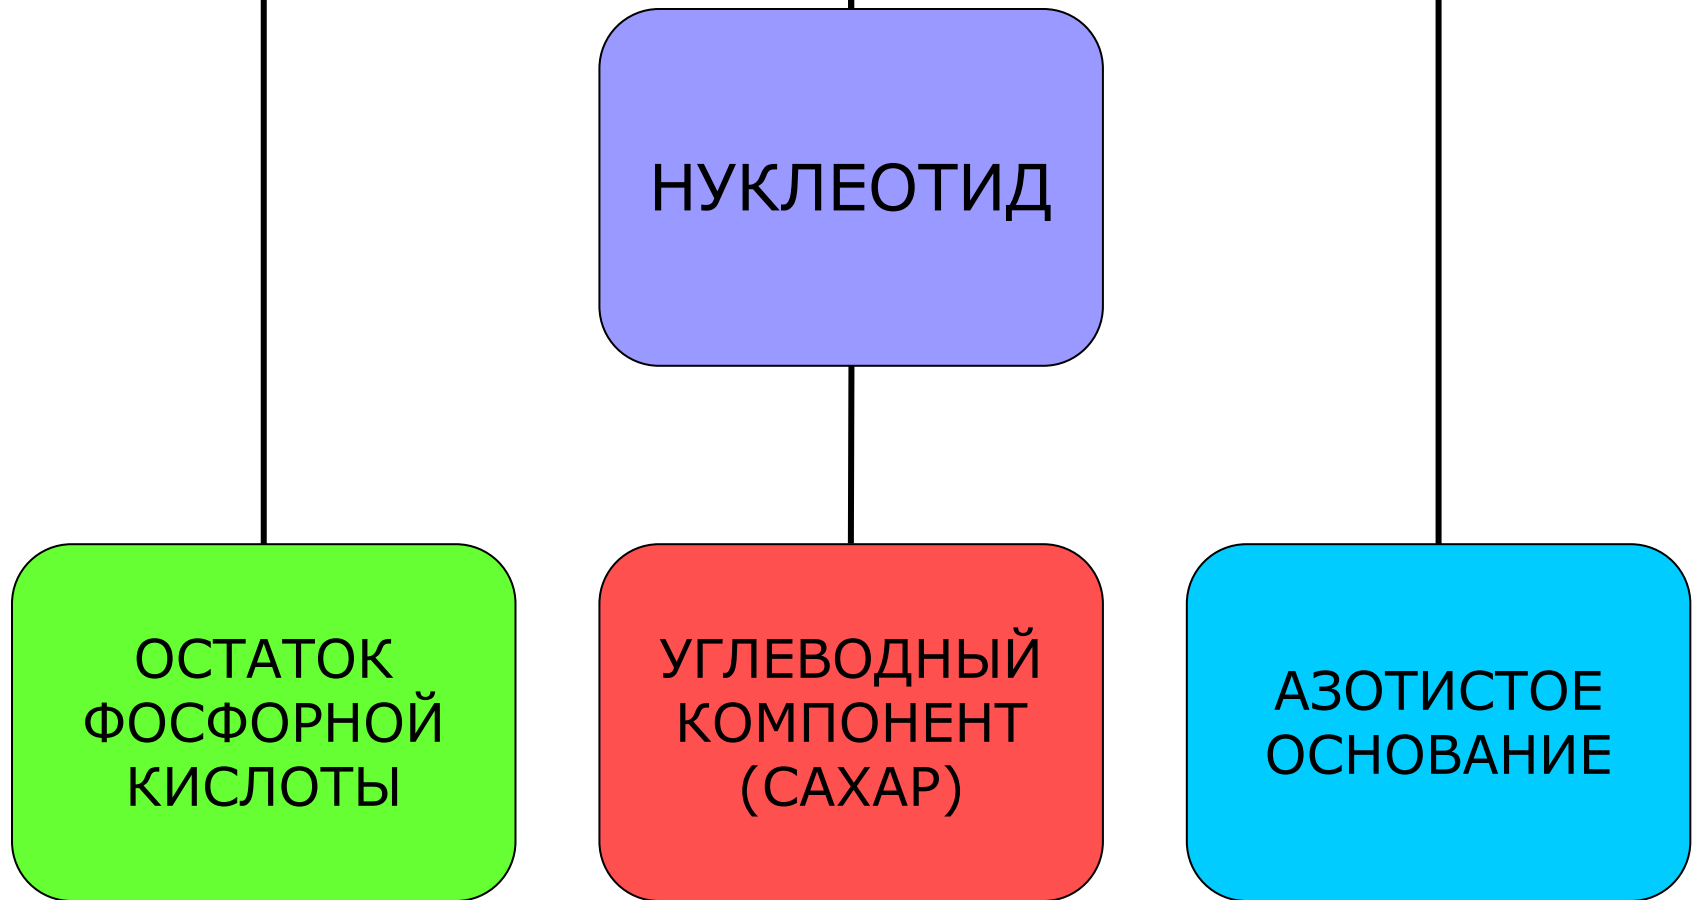 НУКЛЕОТИД
ОСТАТОК
ФОСФОРНОЙ
КИСЛОТЫ
УГЛЕВОДНЫЙ
КОМПОНЕНТ
(САХАР)
АЗОТИСТОЕ
ОСНОВАНИЕ